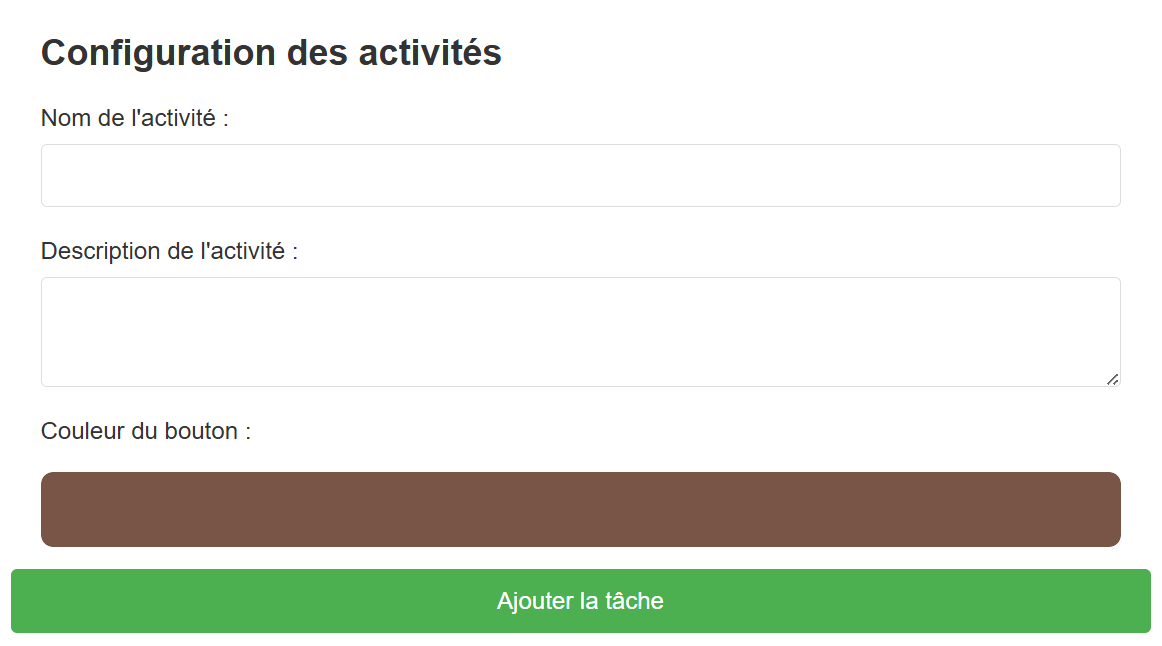 Configuration des activités
Nom de l'activité :
Description de l'activité :
Couleur du bouton :
Ajouter la tâche